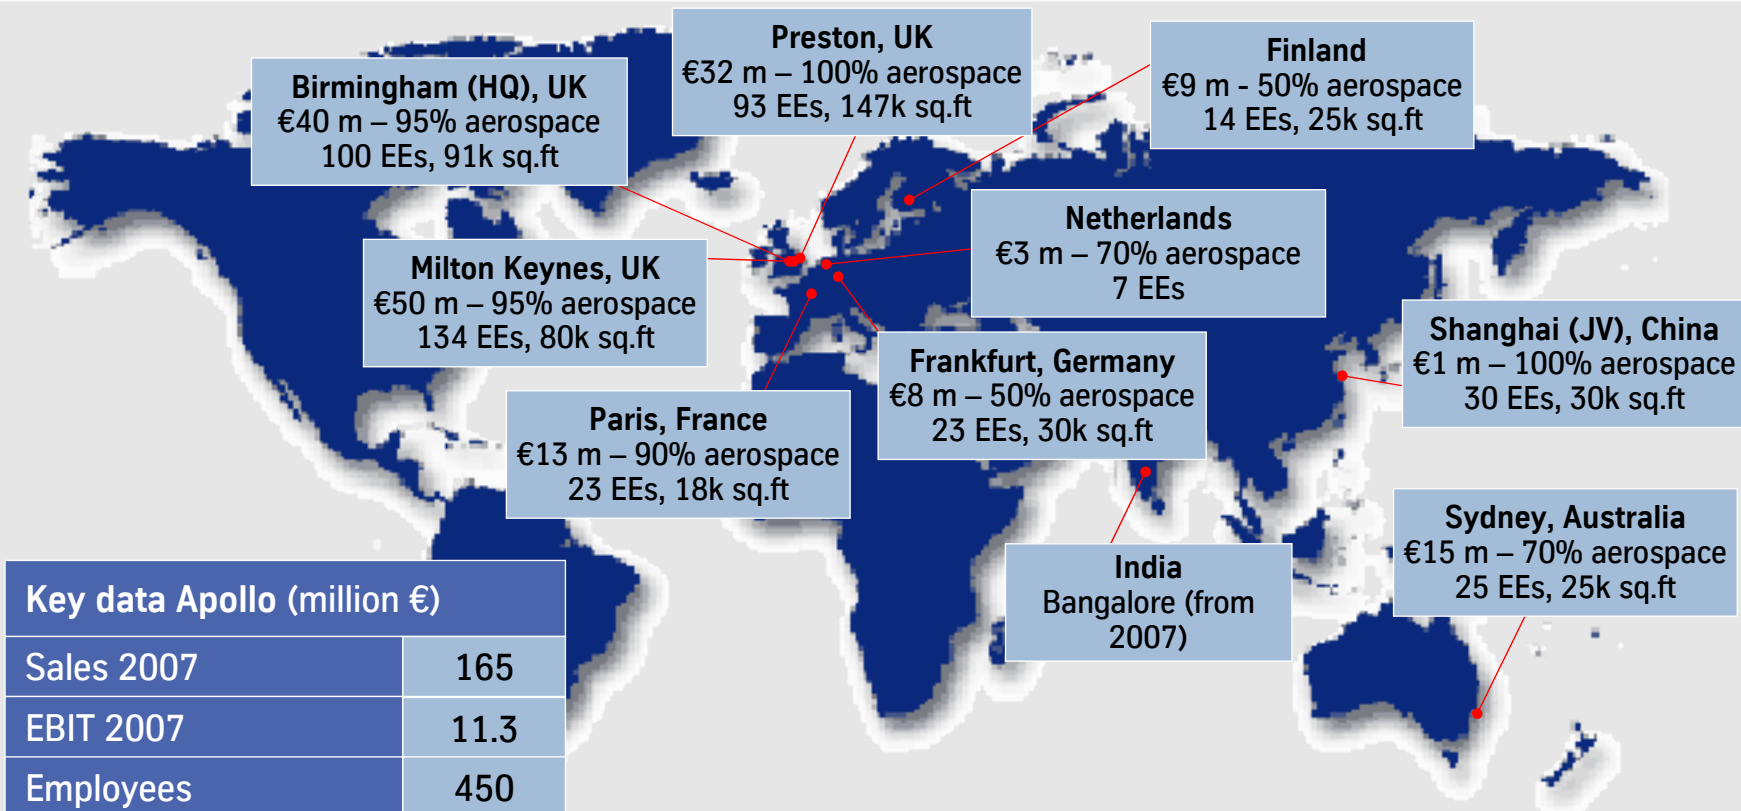 Preston, UK
€32 m – 100% aerospace
93 EEs, 147k sq.ft
Finland
€9 m - 50% aerospace
14 EEs, 25k sq.ft
Birmingham (HQ), UK
€40 m – 95% aerospace
100 EEs, 91k sq.ft
Netherlands
€3 m – 70% aerospace
7 EEs
Milton Keynes, UK
€50 m – 95% aerospace
134 EEs, 80k sq.ft
Shanghai (JV), China
€1 m – 100% aerospace
30 EEs, 30k sq.ft
Frankfurt, Germany
€8 m – 50% aerospace
23 EEs, 30k sq.ft
Paris, France
€13 m – 90% aerospace
23 EEs, 18k sq.ft
Sydney, Australia
€15 m – 70% aerospace
25 EEs, 25k sq.ft
India
Bangalore (from
2007)
Key data Apollo (million €)
Sales 2007 165
EBIT 2007 11.3
Employees 450